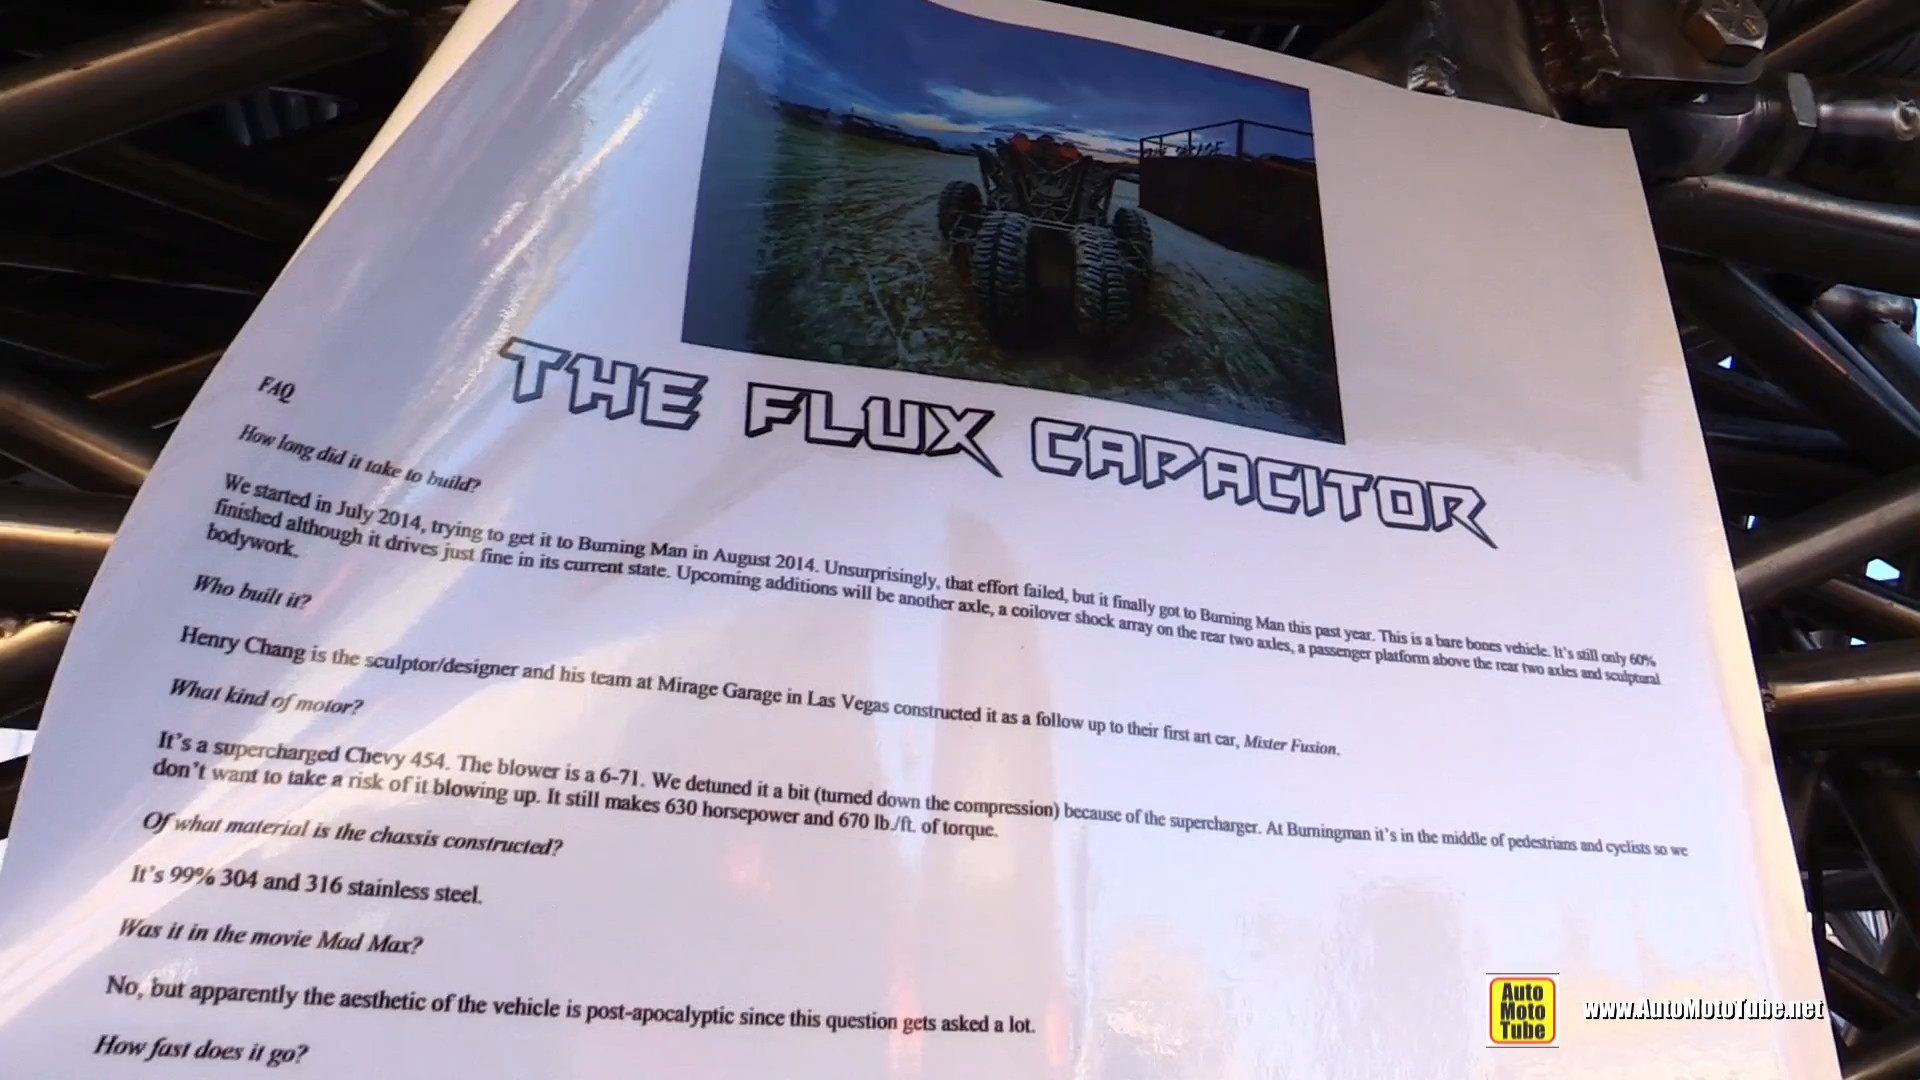 THE FLUX CAPACITOR
FAQ
How long did it take to build?
We started in July 2014, trying to get it to Burning Man in August 2014. Unsurprisingly, that effort failed, but it finally got to Burning Man this past year. This is a bare bones vehicle. It's still only 60%
finished although it drives just fine in its current state. Upcoming additions will be another axle, a coilover shock array on the rear two axles, a passenger platform above the rear two axles and sculptural
bodywork.
Who built it?
Henry Chang is the sculptor/designer and his team at Mirage Garage in Las Vegas constructed it as a follow up to their first art car, Mister Fusion.
What kind of motor?
It's a supercharged Chevy 454. The blower is a 6-71. We detuned it a bit (turned down the compression) because of the supercharger. At Burningman it's in the middle of pedestrians and cyclists so we
don't want to take a risk of it blowing up. It still makes 630 horsepower and 670 lb./ft. of torque.
Of what material is the chassis constructed?
It's 99% 304 and 316 stainless steel.
Was it in the movie Mad Max?
No, but apparently the aesthetic of the vehicle is post-apocalyptic since this question gets asked a lot.
How fast does it go?
Auto
Moto
Tube
www.AutoMotoTube.net